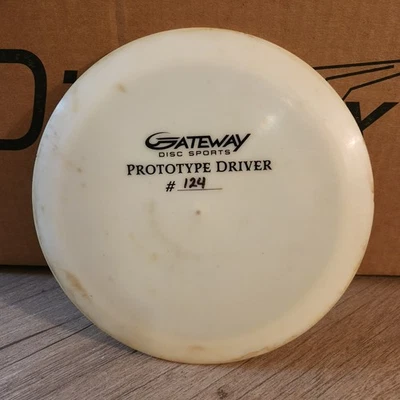 GATEWAY
DISC SPORTS
PROTOTYPE DRIVER
# 124